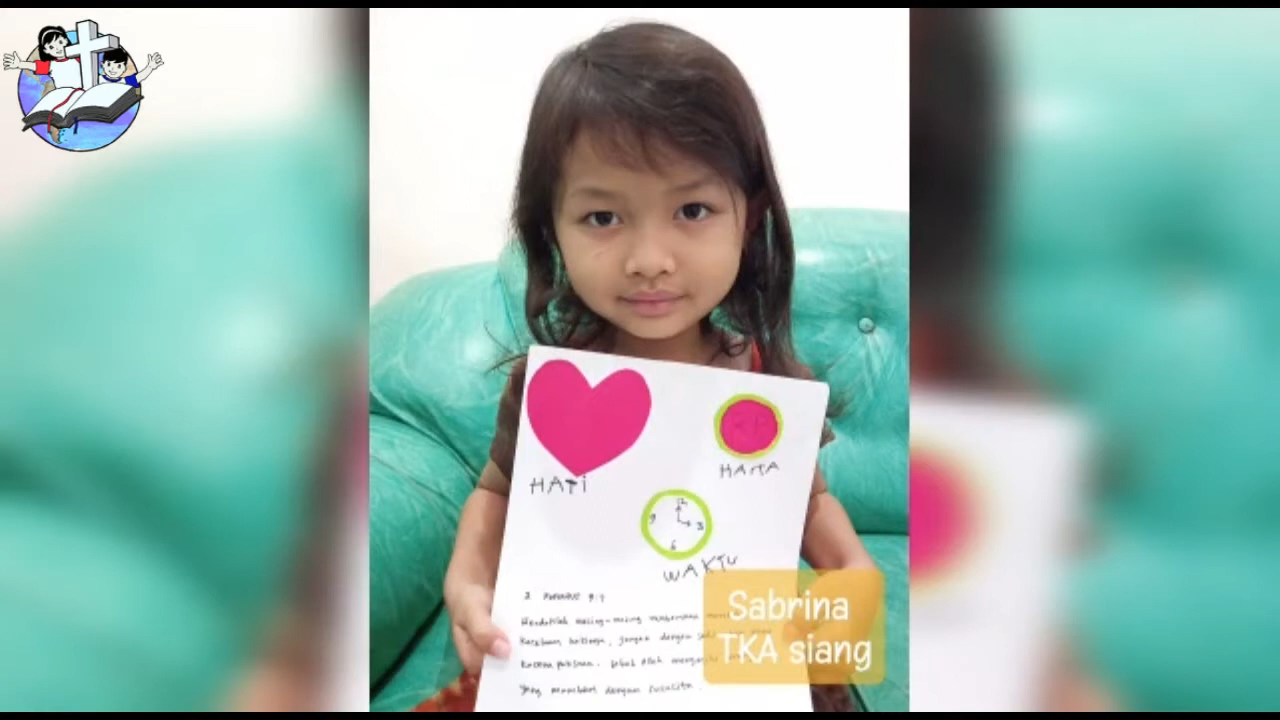 HATi
HARTA
RP
12
9
3
6
WAKTU
2 9:7
Hendaklah masing-masing memberikan
kerelaan hatinya, jangan dengan
karena paksaan. Sebab Allah
yang memberi dengan sukacita.
Sabrina
TKA siang